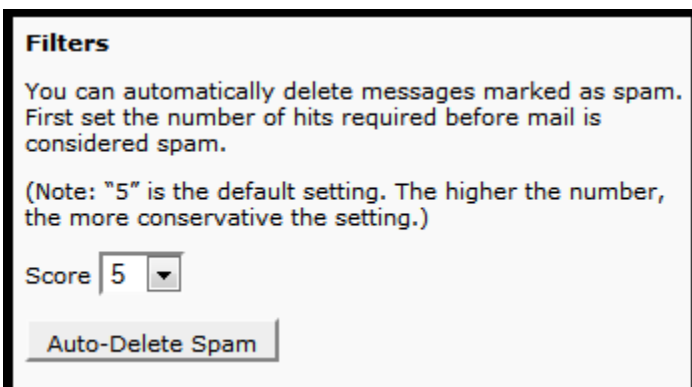 Filters
You can automatically delete messages marked as spam.
First set the number of hits required before mail is
considered spam.
(Note: “5” is the default setting. The higher the number,
the more conservative the setting.)
Score 5
Auto-Delete Spam